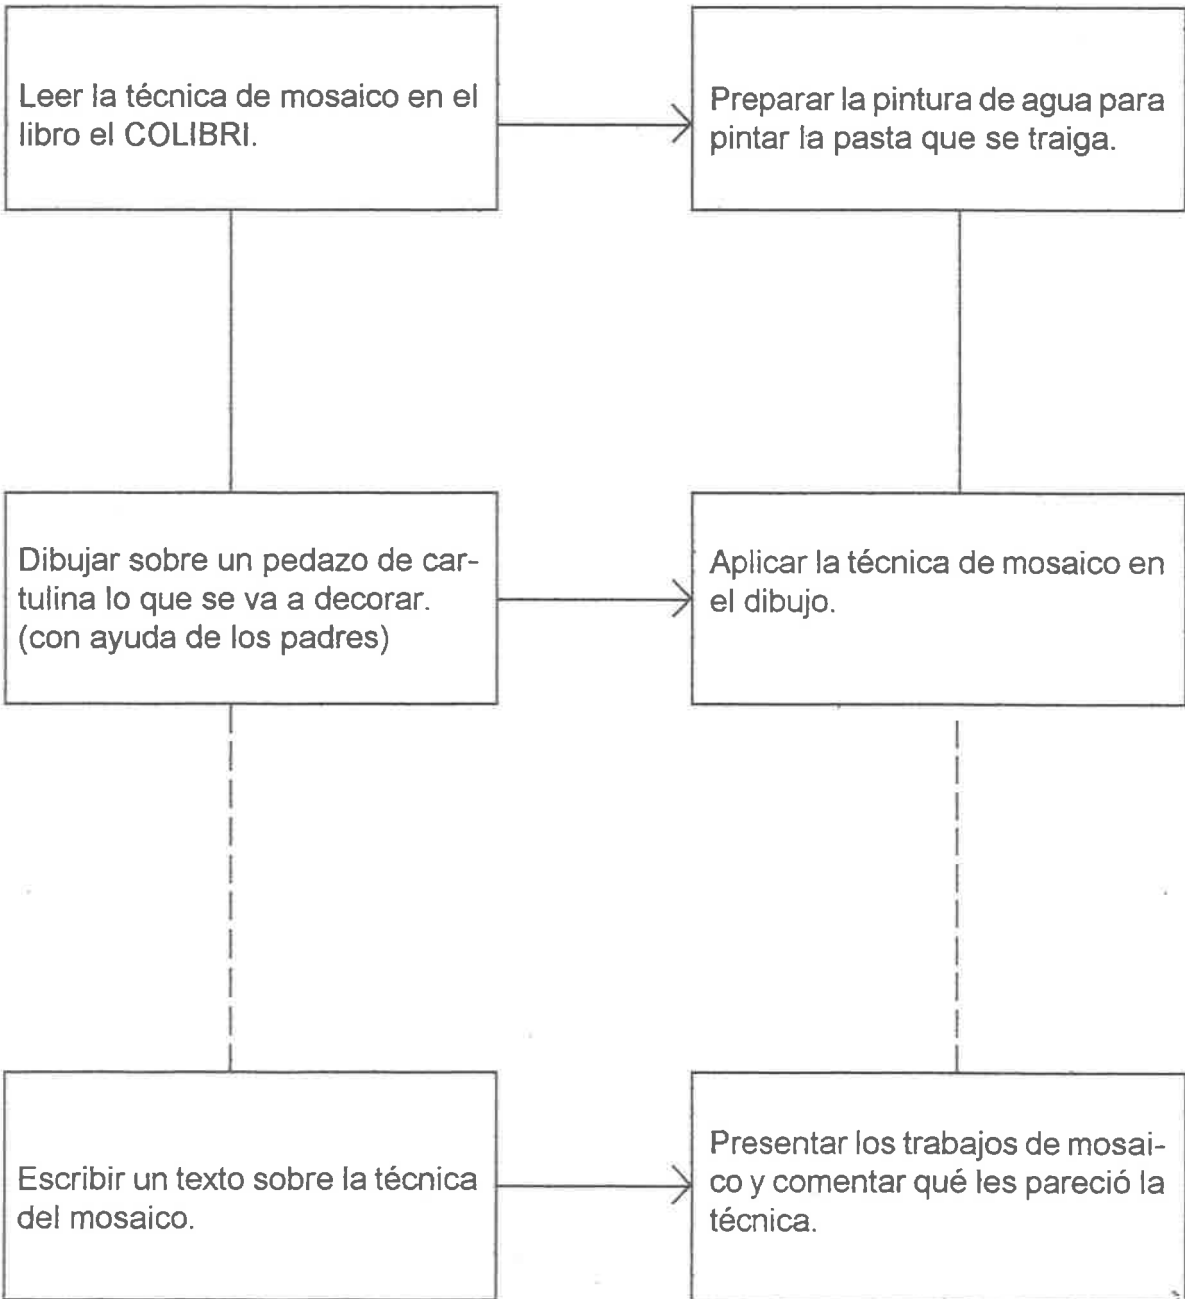 Leer la técnica de mosaico en el
libro el COLIBRI.
Preparar la pintura de agua para
pintar la pasta que se traiga.
Dibujar sobre un pedazo de car-
tulina lo que se va a decorar.
(con ayuda de los padres)
Aplicar la técnica de mosaico en
el dibujo.
Escribir un texto sobre la técnica
del mosaico.
Presentar los trabajos de mosai-
co y comentar qué les pareció la
técnica.